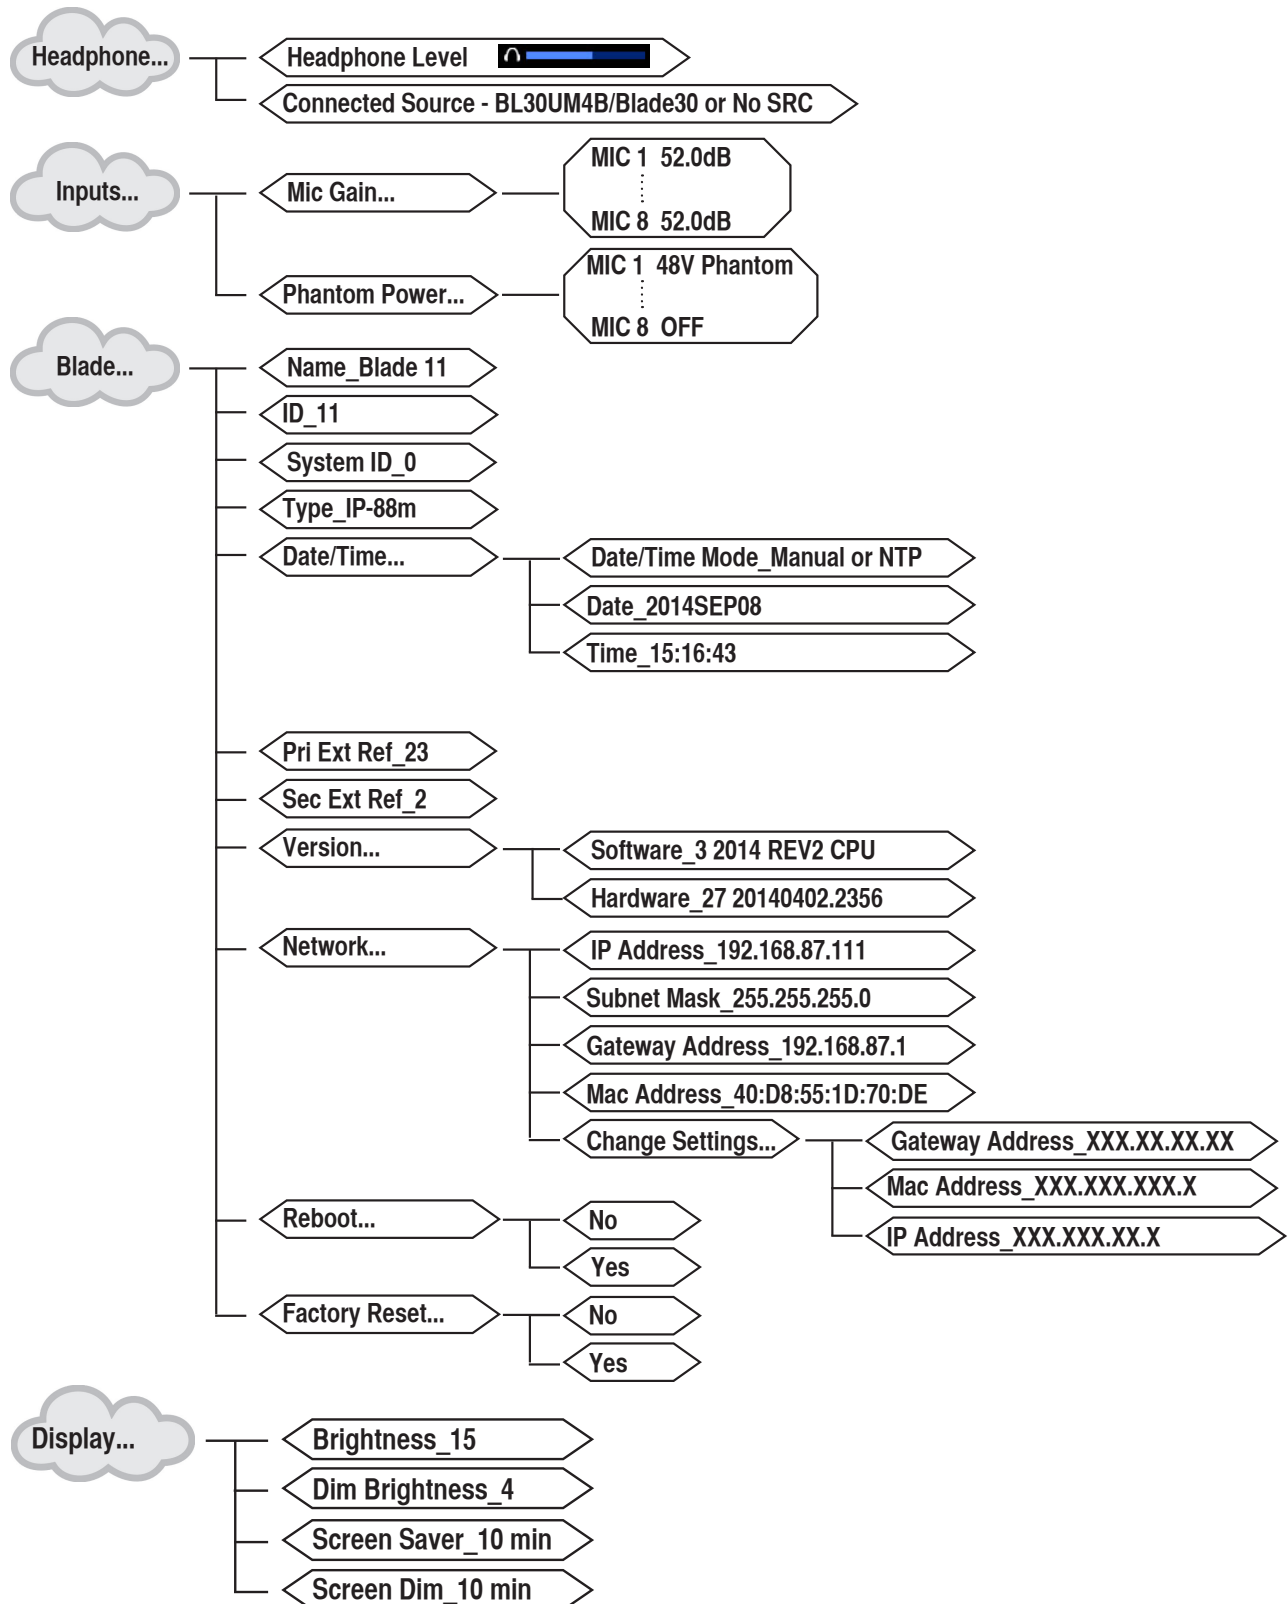 Headphone...
Headphone Level
Connected Source - BL30UM4B/Blade30 or No SRC
Inputs...
Mic Gain...
MIC 1 52.0dB
MIC 8 52.0dB
Phantom Power...
MIC 1 48V Phantom
MIC 8 OFF
Blade...
Name_Blade 11
ID_11
System ID_0
Type_IP-88m
Date/Time...
Date/Time Mode_Manual or NTP
Date_2014SEP08
Time_15:16:43
Pri Ext Ref_23
Sec Ext Ref_2
Version...
Software_3 2014 REV2 CPU
Hardware_27 20140402.2356
Network...
IP Address_192.168.87.111
Subnet Mask_255.255.255.0
Gateway Address_192.168.87.1
Mac Address_40:D8:55:1D:70:DE
Change Settings...
Gateway Address_XXX.XX.XX.XX
Mac Address_XXX.XXX.XXX.X
IP Address_XXX.XXX.XX.X
Reboot...
No
Yes
Factory Reset...
No
Yes
Display...
Brightness_15
Dim Brightness_4
Screen Saver_10 min
Screen Dim_10 min